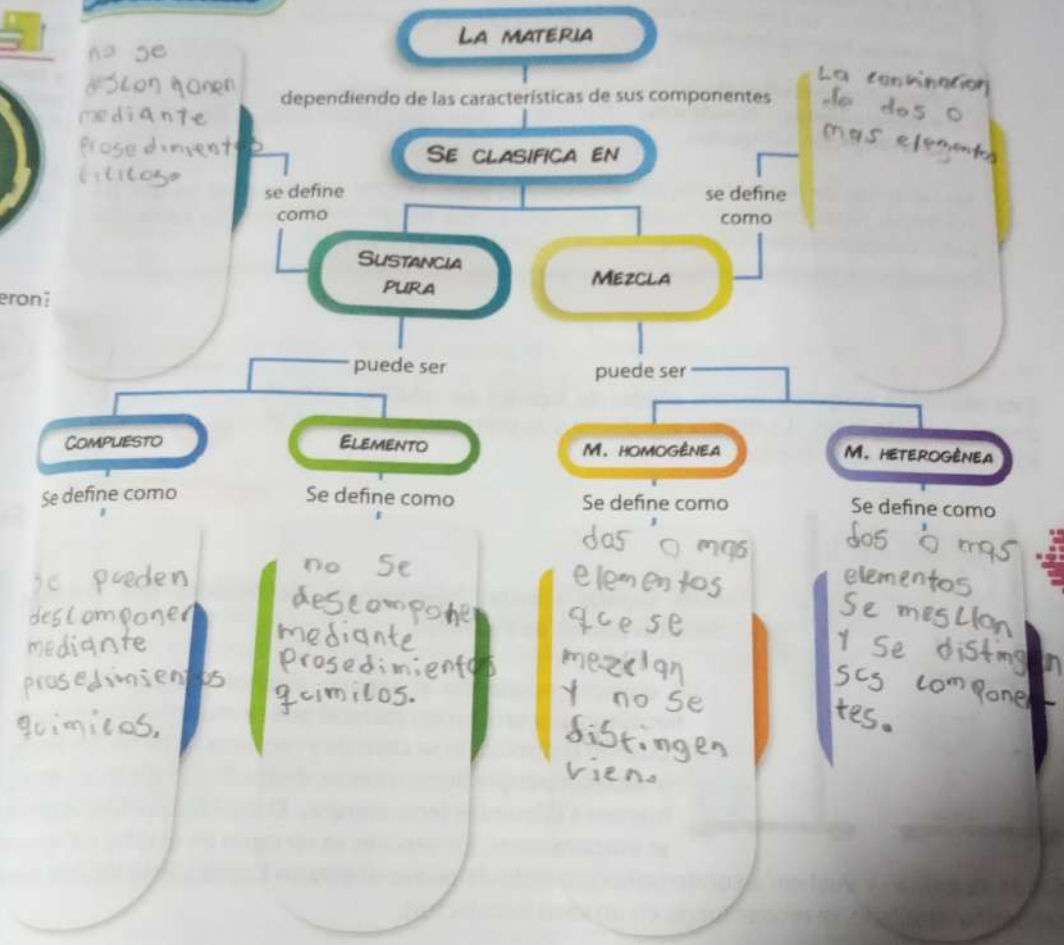 LA MATERIA
dependiendo de las características de sus componentes
SE CLASIFICA EN
no se
desconponen
mediante
Prosedimientos
se define
como
La convinacion
de dos o
mas elementos
se define
como
SUSTANCIA
PURA
MEZCLA
eron?
puede ser
puede ser
COMPUESTO
ELEMENTO
M. HOMOGÉNEA
M. HETEROGÉNEA
Se define como
Se define como
Se define como
Se define como
se pueden
descomponer
mediante
prosedimientos
quimicos.
no se
descomponen
mediante
Prosedimientos
quimicos.
dos o mas
elementos
que se
mezclan
Y no se
distingen
vien.
dos o mas
elementos
Se mesclan
Y se distingen
sus componen-
tes.